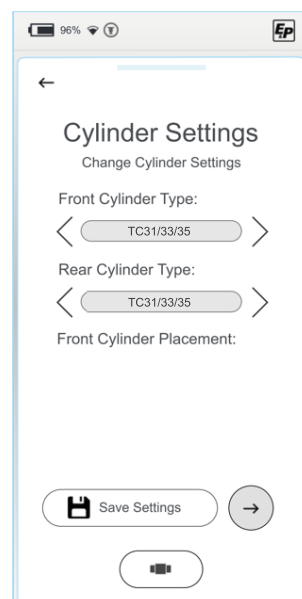 96%
EP
Cylinder Settings
Change Cylinder Settings
Front Cylinder Type:
TC31/33/35
Rear Cylinder Type:
TC31/33/35
Front Cylinder Placement:
Save Settings